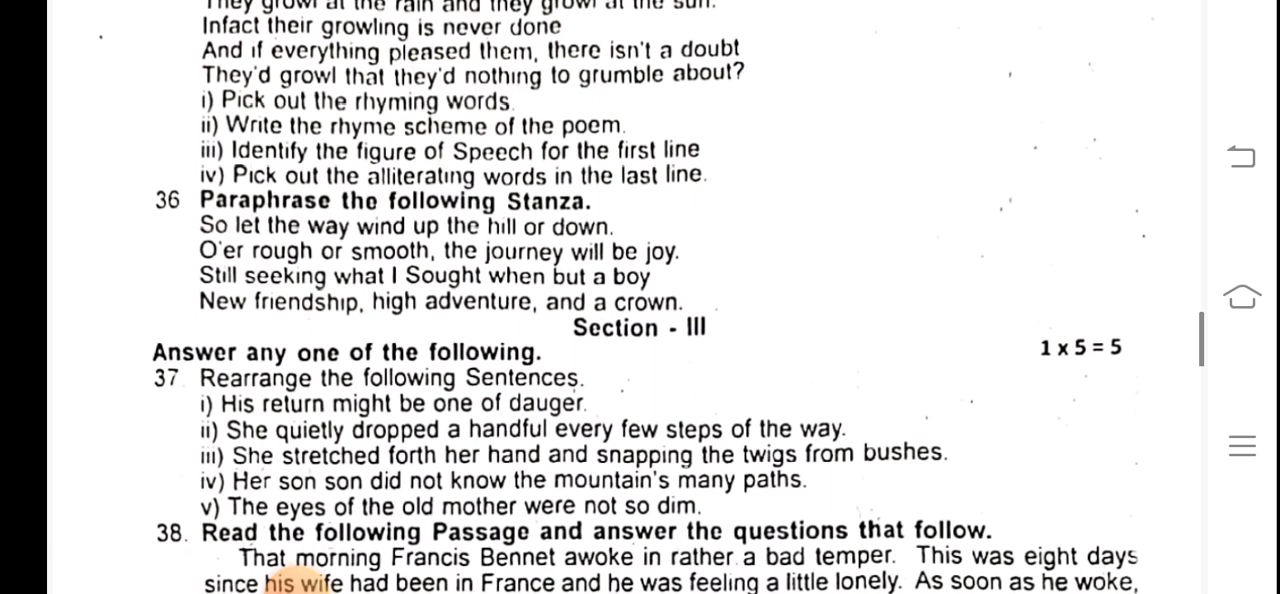 They growl at the rain and they growl at the sun.
Infact their growling is never done
And if everything pleased them, there isn't a doubt
They'd growl that they'd nothing to grumble about?
i) Pick out the rhyming words.
ii) Write the rhyme scheme of the poem.
iii) Identify the figure of Speech for the first line
iv) Pick out the alliterating words in the last line.
36 Paraphrase the following Stanza.
So let the way wind up the hill or down.
O'er rough or smooth, the journey will be joy.
Still seeking what I Sought when but a boy
New friendship, high adventure, and a crown.
Section - III
Answer any one of the following. 1 x 5 = 5
37 Rearrange the following Sentences.
i) His return might be one of dauger.
ii) She quietly dropped a handful every few steps of the way.
iii) She stretched forth her hand and snapping the twigs from bushes.
iv) Her son son did not know the mountain's many paths.
v) The eyes of the old mother were not so dim.
38. Read the following Passage and answer the questions that follow.
That morning Francis Bennet awoke in rather a bad temper. This was eight days
since his wife had been in France and he was feeling a little lonely. As soon as he woke,